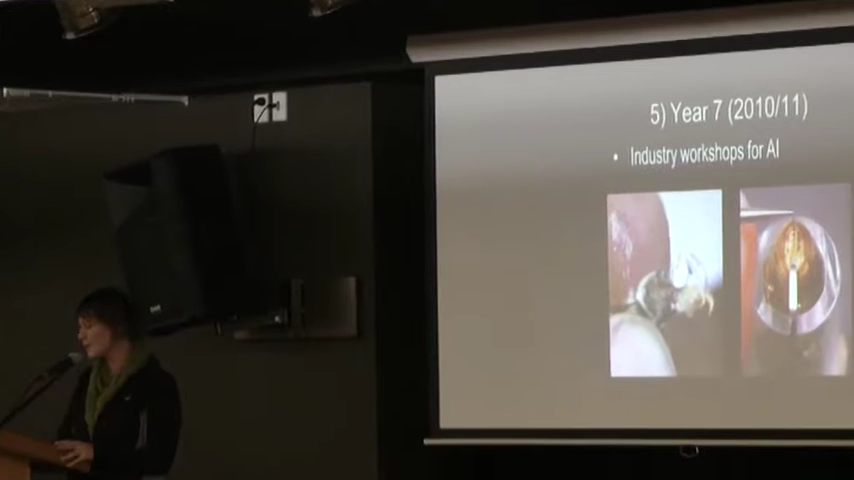 5) Year 7 (2010/11)
• Industry workshops for AI